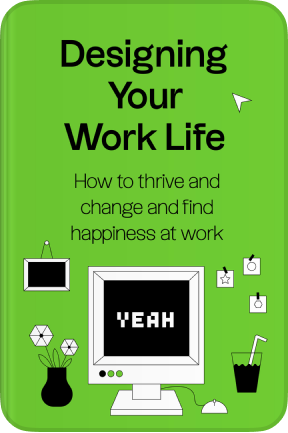 Designing
Your
Work Life
How to thrive and
change and find
happiness at work
YEAH